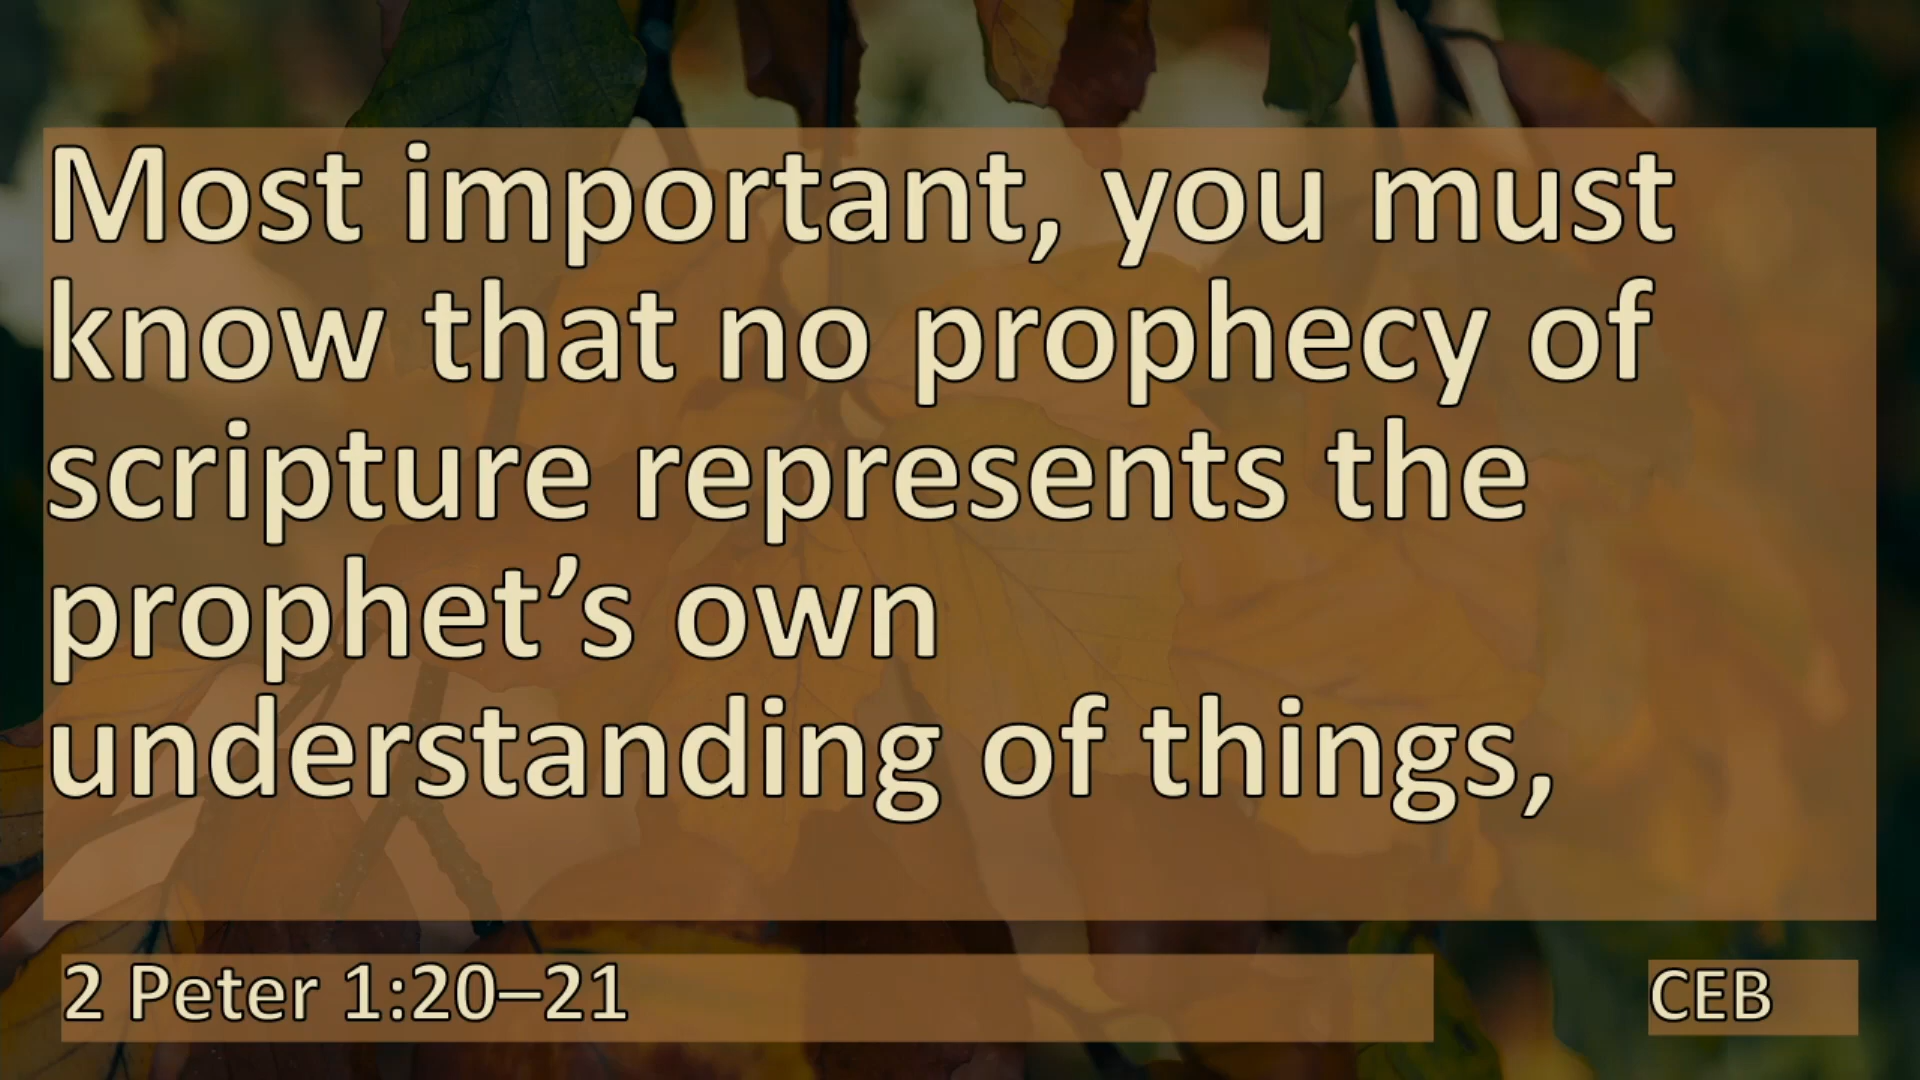 Most important, you must
know that no prophecy of
scripture represents the
prophet’s own
understanding of things,
2 Peter 1:20–21
CEB